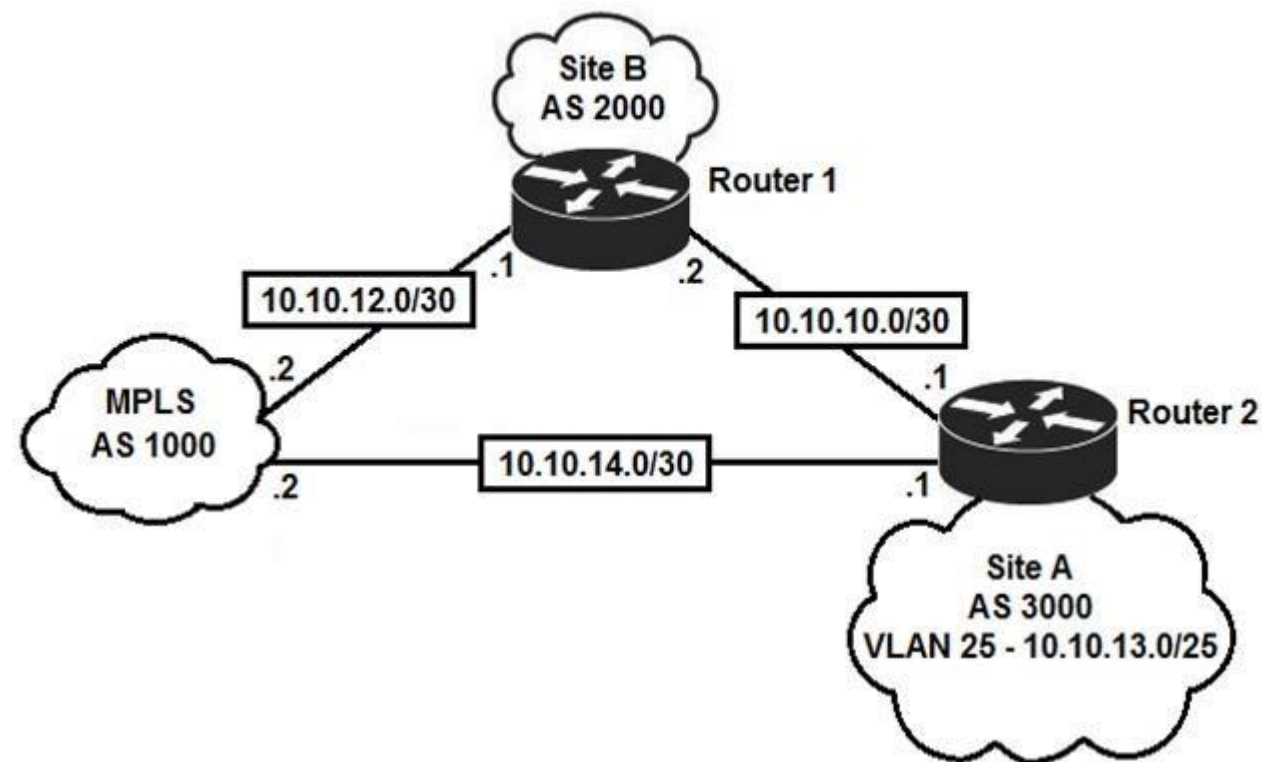 Site B
AS 2000
Router 1
.1
.2
10.10.12.0/30
10.10.10.0/30
.2
.1
MPLS
AS 1000
Router 2
10.10.14.0/30
.2
.1
Site A
AS 3000
VLAN 25 - 10.10.13.0/25